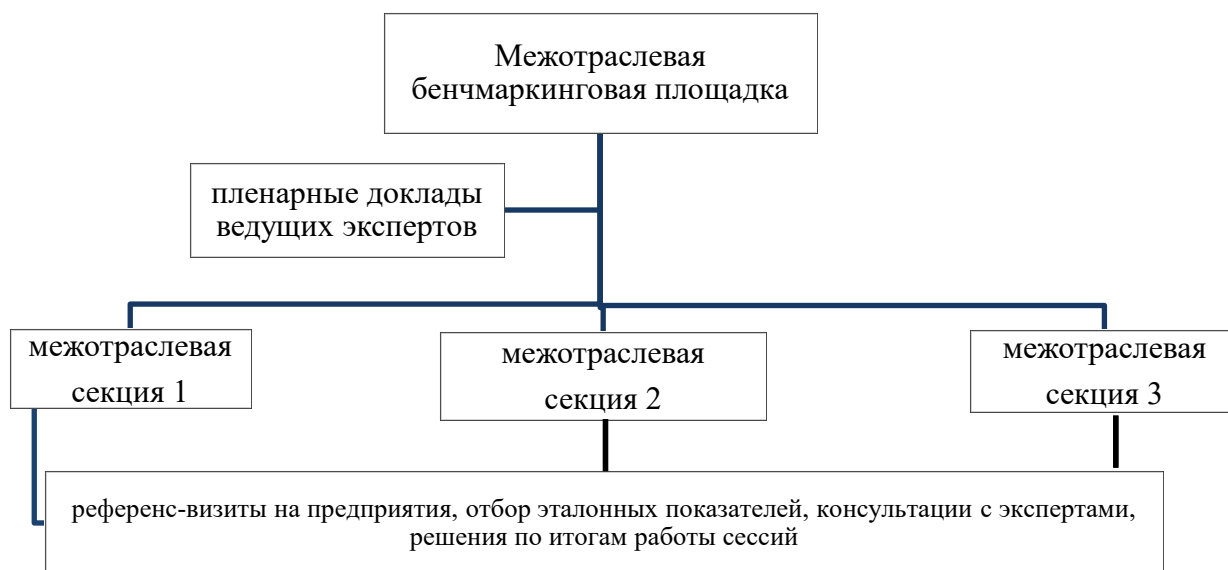 Межотраслевая
бенчмаркинговая площадка
пленарные доклады
ведущих экспертов
межотраслевая
секция 1
межотраслевая
секция 2
межотраслевая
секция 3
референс-визиты на предприятия, отбор эталонных показателей, консультации с экспертами,
решения по итогам работы сессий